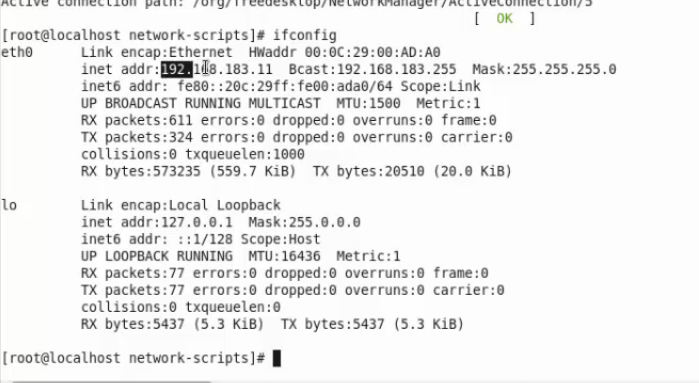 Active connection path: /org/freedesktop/NetworkManager/ActiveConnection/5
[  OK  ]
[root@localhost network-scripts]# ifconfig
eth0      Link encap:Ethernet  HWaddr 00:0C:29:00:AD:A0
          inet addr:192.168.183.11  Bcast:192.168.183.255  Mask:255.255.255.0
          inet6 addr: fe80::20c:29ff:fe00:ada0/64 Scope:Link
          UP BROADCAST RUNNING MULTICAST  MTU:1500  Metric:1
          RX packets:611 errors:0 dropped:0 overruns:0 frame:0
          TX packets:324 errors:0 dropped:0 overruns:0 carrier:0
          collisions:0 txqueuelen:1000
          RX bytes:573235 (559.7 KiB)  TX bytes:20510 (20.0 KiB)
lo        Link encap:Local Loopback
          inet addr:127.0.0.1  Mask:255.0.0.0
          inet6 addr: ::1/128 Scope:Host
          UP LOOPBACK RUNNING  MTU:16436  Metric:1
          RX packets:77 errors:0 dropped:0 overruns:0 frame:0
          TX packets:77 errors:0 dropped:0 overruns:0 carrier:0
          collisions:0 txqueuelen:0
          RX bytes:5437 (5.3 KiB)  TX bytes:5437 (5.3 KiB)
[root@localhost network-scripts]#